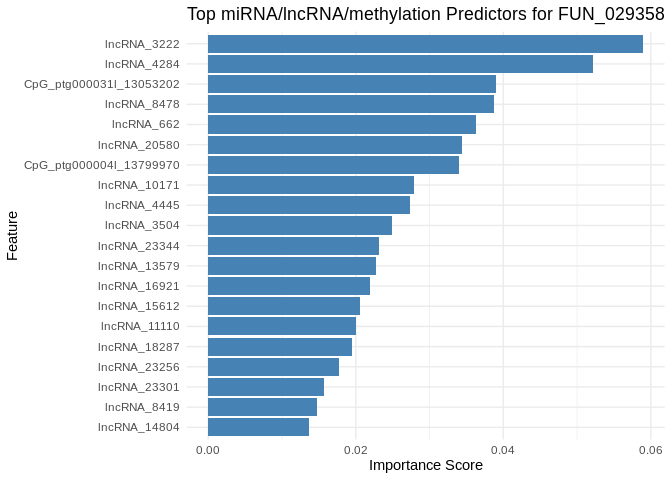 Top miRNA/lncRNA/methylation Predictors for FUN_029358
lncRNA_3222
lncRNA_4284
CpG_ptg000031l_13053202
lncRNA_8478
lncRNA_662
lncRNA_20580
CpG_ptg000004l_13799970
lncRNA_10171
lncRNA_4445
lncRNA_3504
lncRNA_23344
lncRNA_13579
lncRNA_16921
lncRNA_15612
lncRNA_11110
lncRNA_18287
lncRNA_23256
lncRNA_23301
lncRNA_8419
lncRNA_14804
Feature
0.00 0.02 0.04 0.06
Importance Score